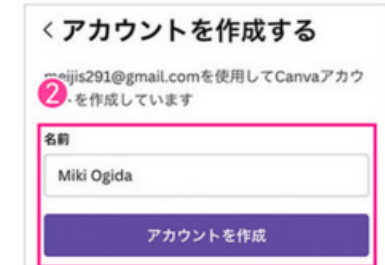 < アカウントを作成する
meijis291@gmail.comを使用してCanvaアカウ
2 トを作成しています
名前
Miki Ogida
アカウントを作成